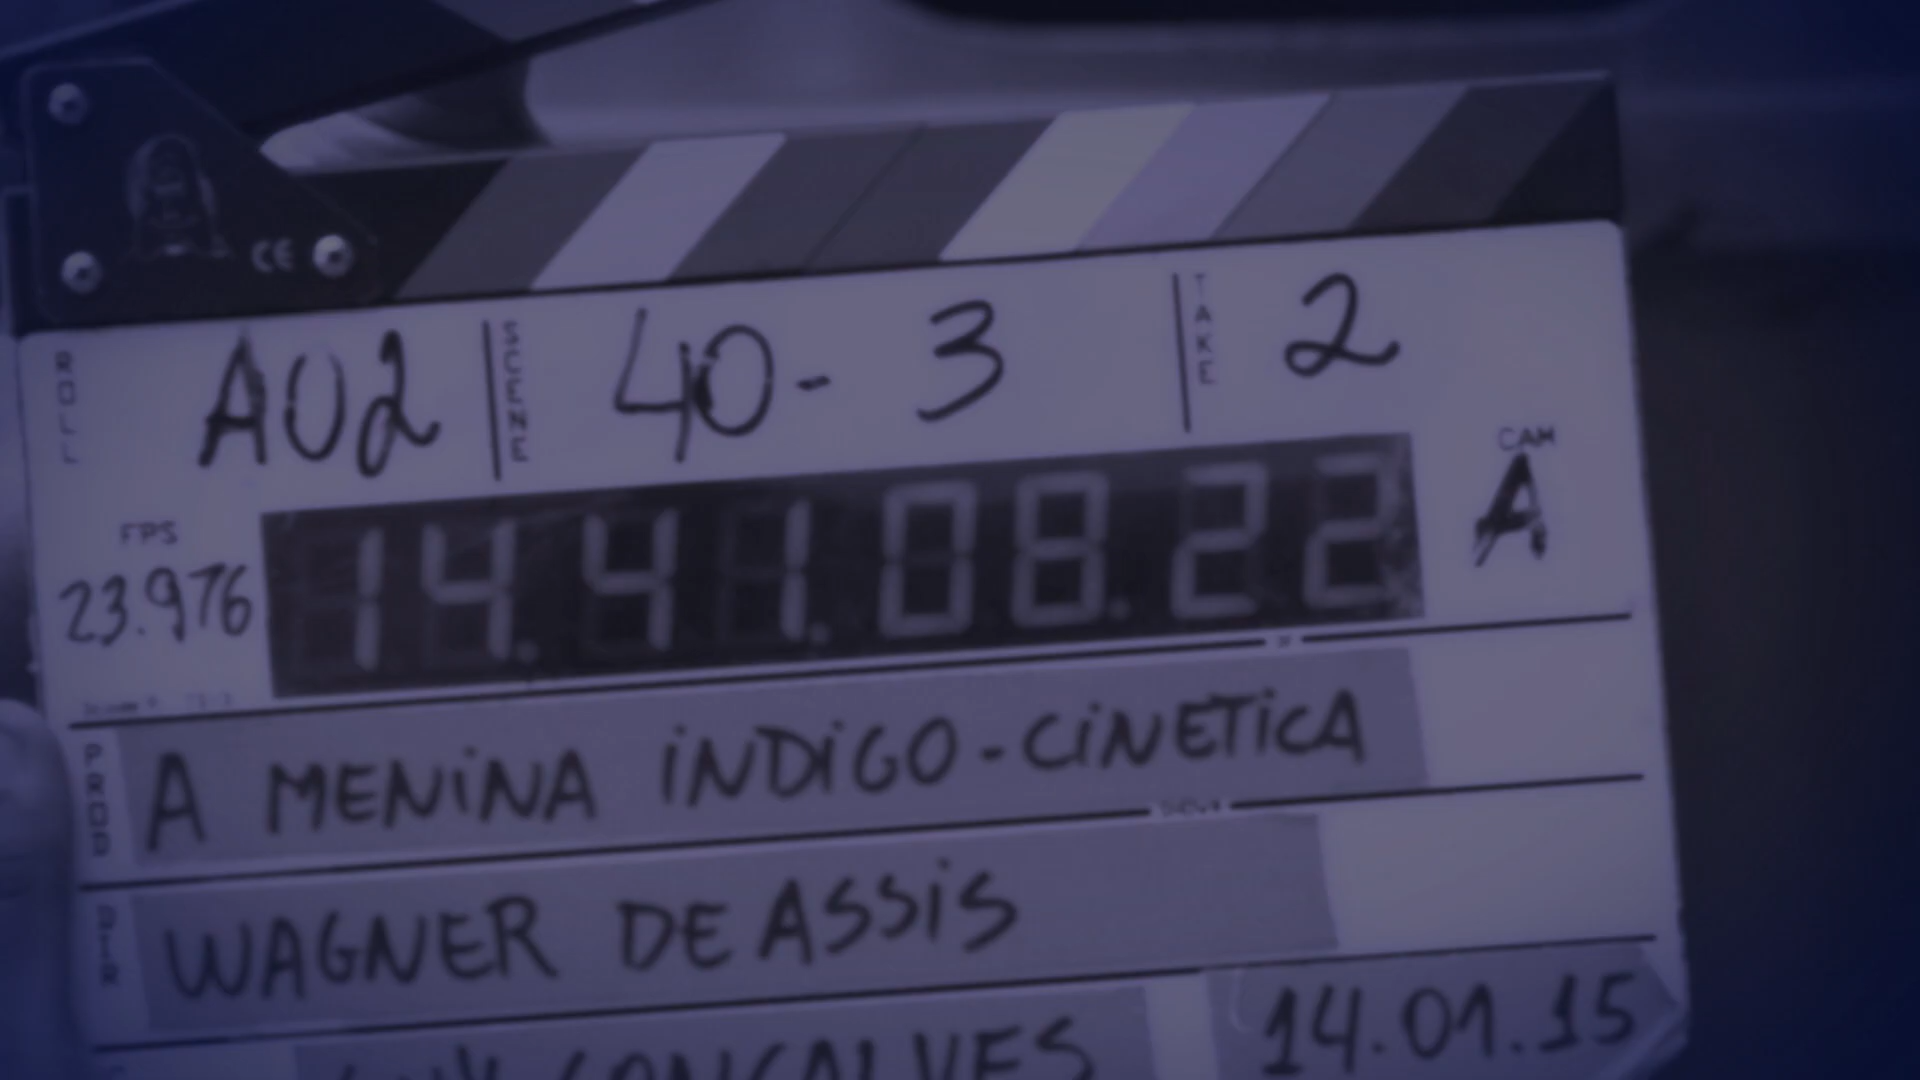 CE
ROLL A02 SCENE 40-3 TAKE 2
FPS 23.976 14.41.08.22 CAM A
PROD A MENINA INDIGO-CINETICA
DIR WAGNER DE ASSIS
GONCALVES 14.01.15